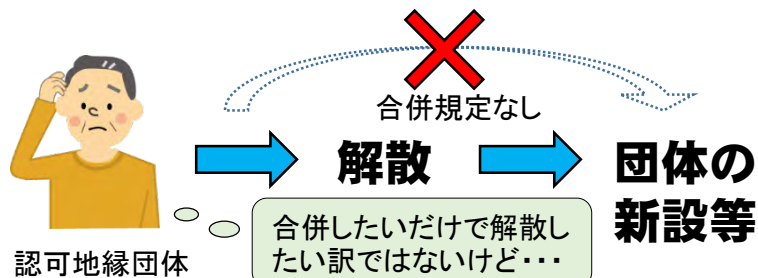 合併規定なし
解散
団体の
新設等
合併したいだけで解散し
たい訳ではないけど・・・
認可地縁団体